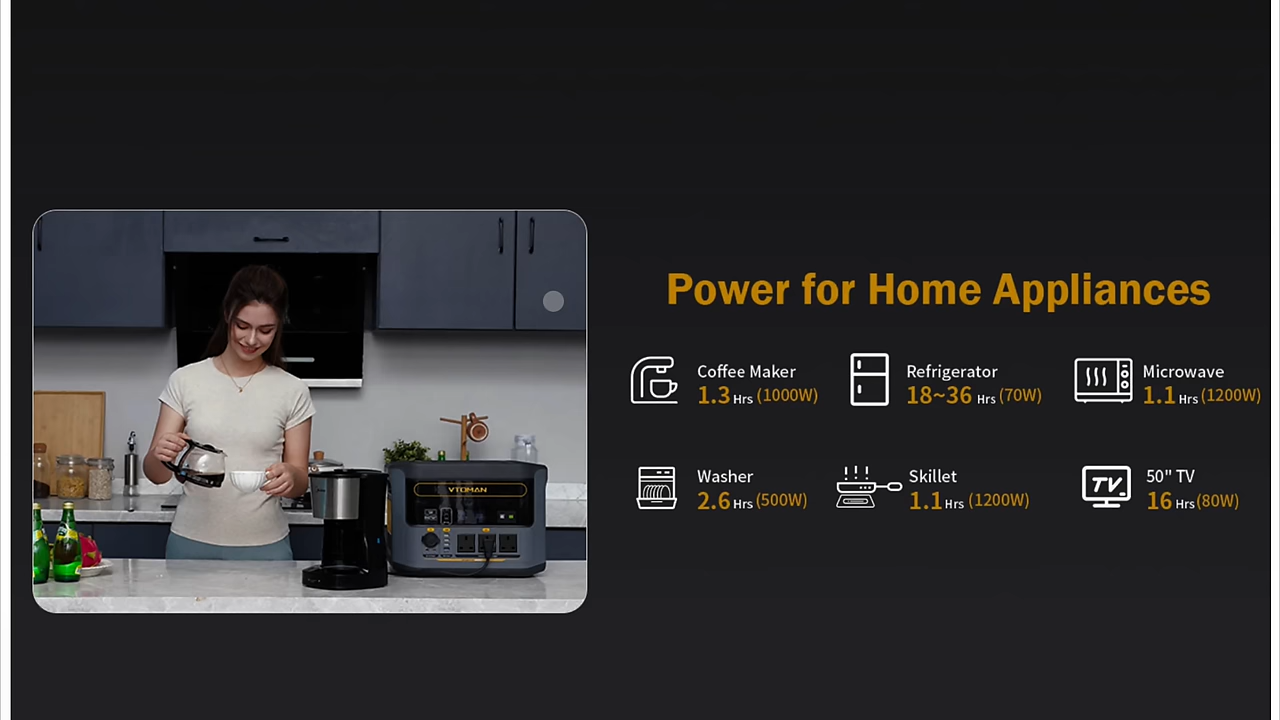 Power for Home Appliances
Coffee Maker
1.3 Hrs (1000W)
Refrigerator
18~36 Hrs (70W)
Microwave
1.1 Hrs (1200W)
Washer
2.6 Hrs (500W)
Skillet
1.1 Hrs (1200W)
TV
50" TV
16 Hrs (80W)
VTOMAN